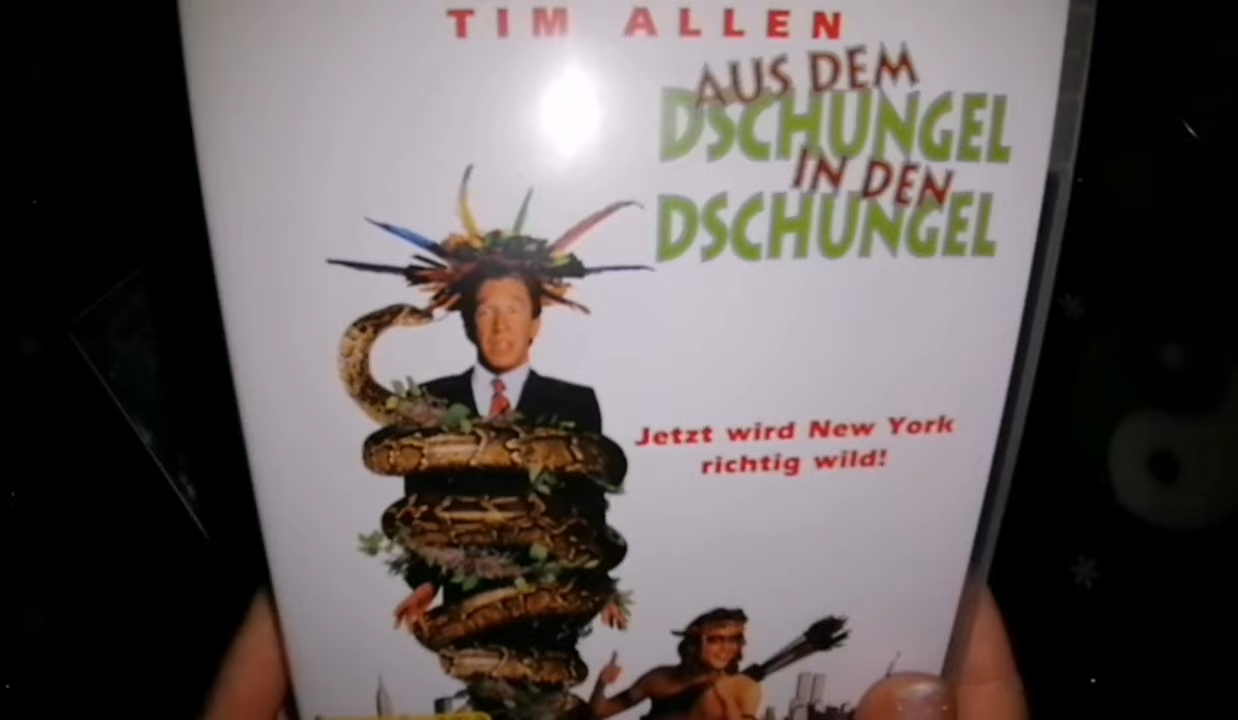 TIM ALLEN
AUS DEM
DSCHUNGEL
IN DEN
DSCHUNGEL
Jetzt wird New York
richtig wild!